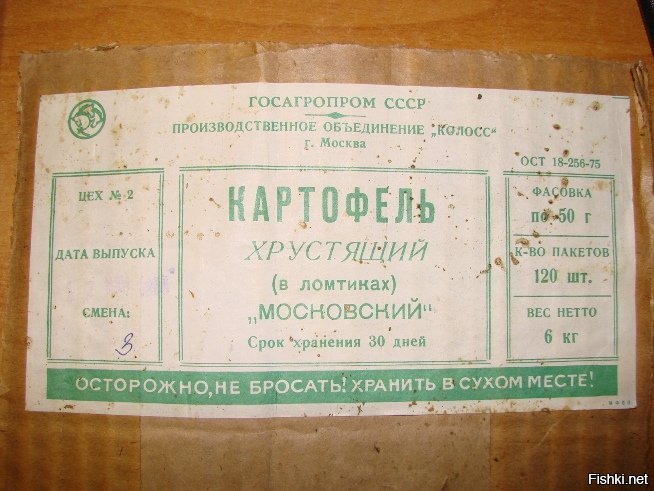 ГОСАГРОПРОМ СССР
ПРОИЗВОДСТВЕННОЕ ОБЪЕДИНЕНИЕ „КОЛОСС“
г. Москва
ОСТ 18-256-75
ЦЕХ № 2
ДАТА ВЫПУСКА
СМЕНА:
3
КАРТОФЕЛЬ
ХРУСТЯЩИЙ
(в ломтиках)
„МОСКОВСКИЙ“
Срок хранения 30 дней
ФАСОВКА
по 50 г
К-ВО ПАКЕТОВ
120 шт.
ВЕС НЕТТО
6 кг
ОСТОРОЖНО, НЕ БРОСАТЬ! ХРАНИТЬ В СУХОМ МЕСТЕ!
Fishki.net